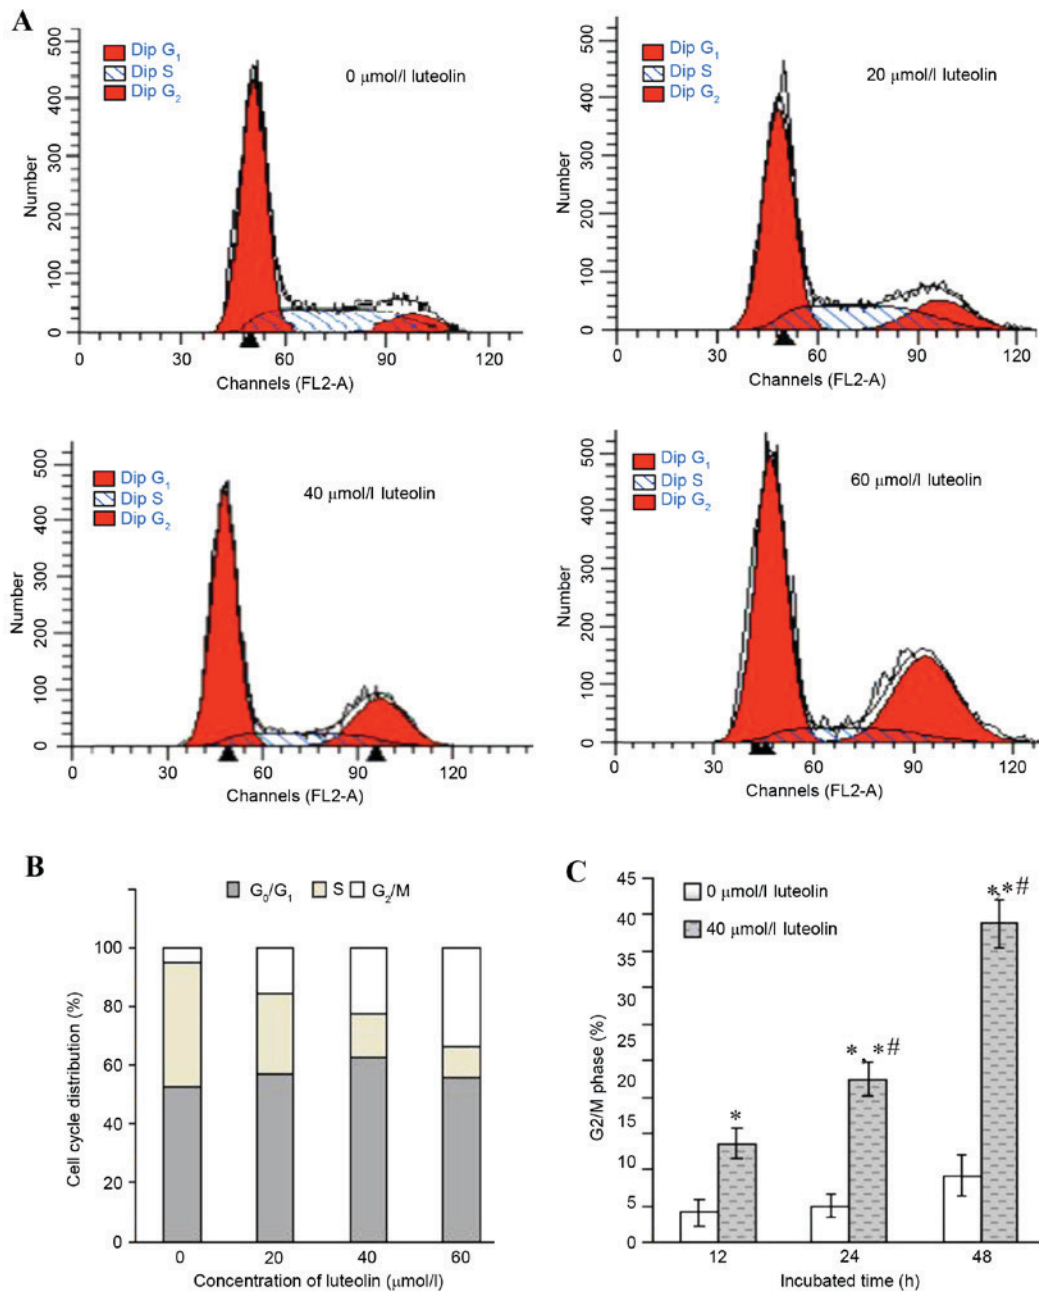 A
Dip G1
Dip S
Dip G2
0 μmol/l luteolin
500
400
300
200
100
0
Number
0 30 60 90 120
Channels (FL2-A)
Dip G1
Dip S
Dip G2
20 μmol/l luteolin
500
400
300
200
100
0
Number
0 30 60 90 120
Channels (FL2-A)
Dip G1
Dip S
Dip G2
40 μmol/l luteolin
500
400
300
200
100
0
Number
0 30 60 90 120
Channels (FL2-A)
Dip G1
Dip S
Dip G2
60 μmol/l luteolin
500
400
300
200
100
0
Number
0 30 60 90 120
Channels (FL2-A)
B
G0/G1 S G2/M
100
80
60
40
20
0
Cell cycle distribution (%)
0 20 40 60
Concentration of luteolin (μmol/l)
C
0 μmol/l luteolin
40 μmol/l luteolin
45
40
35
30
25
20
15
10
5
0
G2/M phase (%)
*
*,*#
*,*#
12 24 48
Incubated time (h)